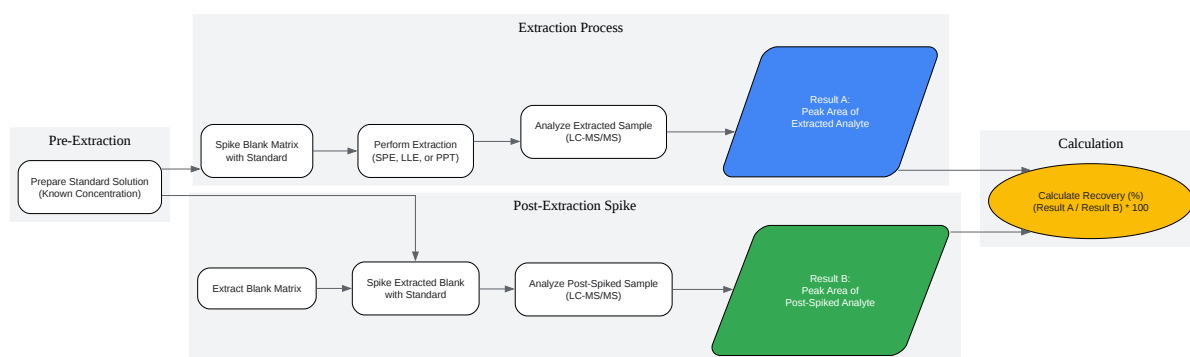 Extraction Process
Pre-Extraction
Prepare Standard Solution
(Known Concentration)
Spike Blank Matrix
with Standard
Perform Extraction
(SPE, LLE, or PPT)
Analyze Extracted Sample
(LC-MS/MS)
Result A:
Peak Area of
Extracted Analyte
Post-Extraction Spike
Extract Blank Matrix
Spike Extracted Blank
with Standard
Analyze Post-Spiked Sample
(LC-MS/MS)
Result B:
Peak Area of
Post-Spiked Analyte
Calculation
Calculate Recovery (%)
(Result A / Result B) * 100